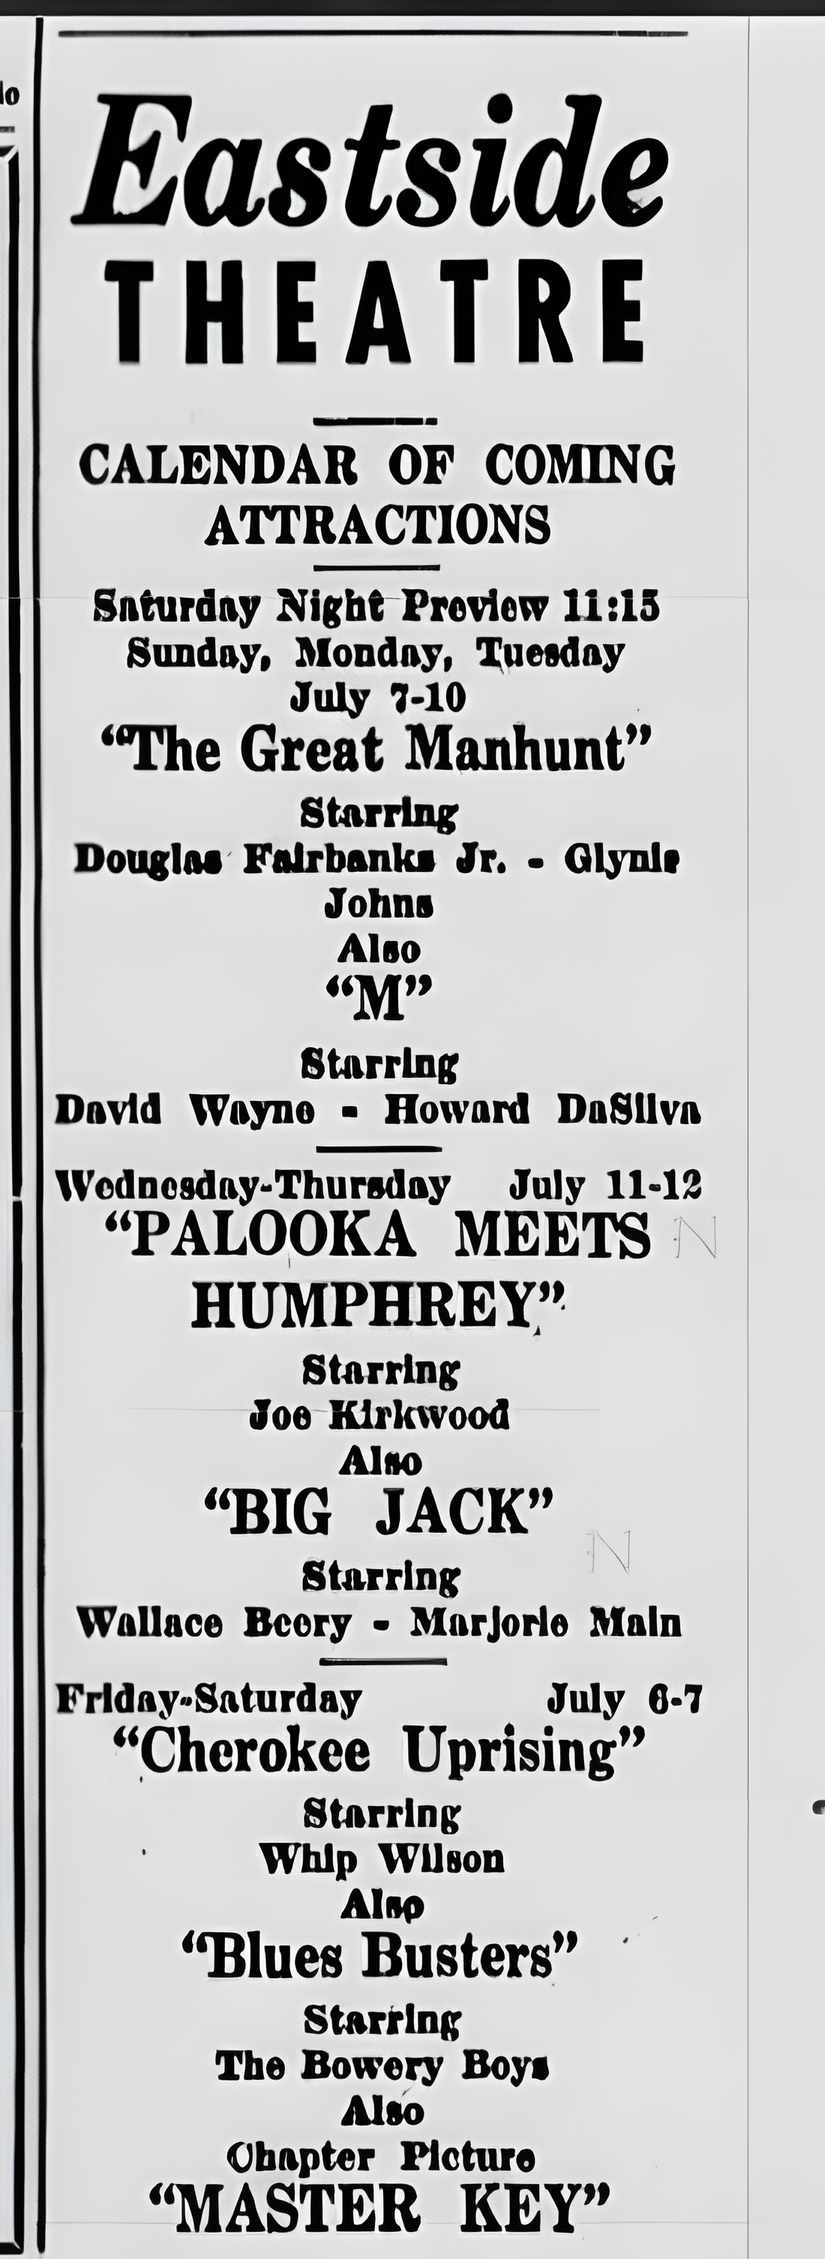 lo
Eastside
THEATRE
CALENDAR OF COMING
ATTRACTIONS
Saturday Night Preview 11:15
Sunday, Monday, Tuesday
July 7-10
“The Great Manhunt”
Starring
Douglas Fairbanks Jr. - Glynis
Johns
Also
“M”
Starring
David Wayne - Howard DaSilva
Wednesday-Thursday July 11-12
“PALOOKA MEETS N
HUMPHREY”
Starring
Joe Kirkwood
Also
“BIG JACK”
N
Starring
Wallace Beery - Marjorie Main
Friday-Saturday July 6-7
“Cherokee Uprising”
Starring
Whip Wilson
Also
“Blues Busters”
Starring
The Bowery Boys
Also
Chapter Picture
“MASTER KEY”